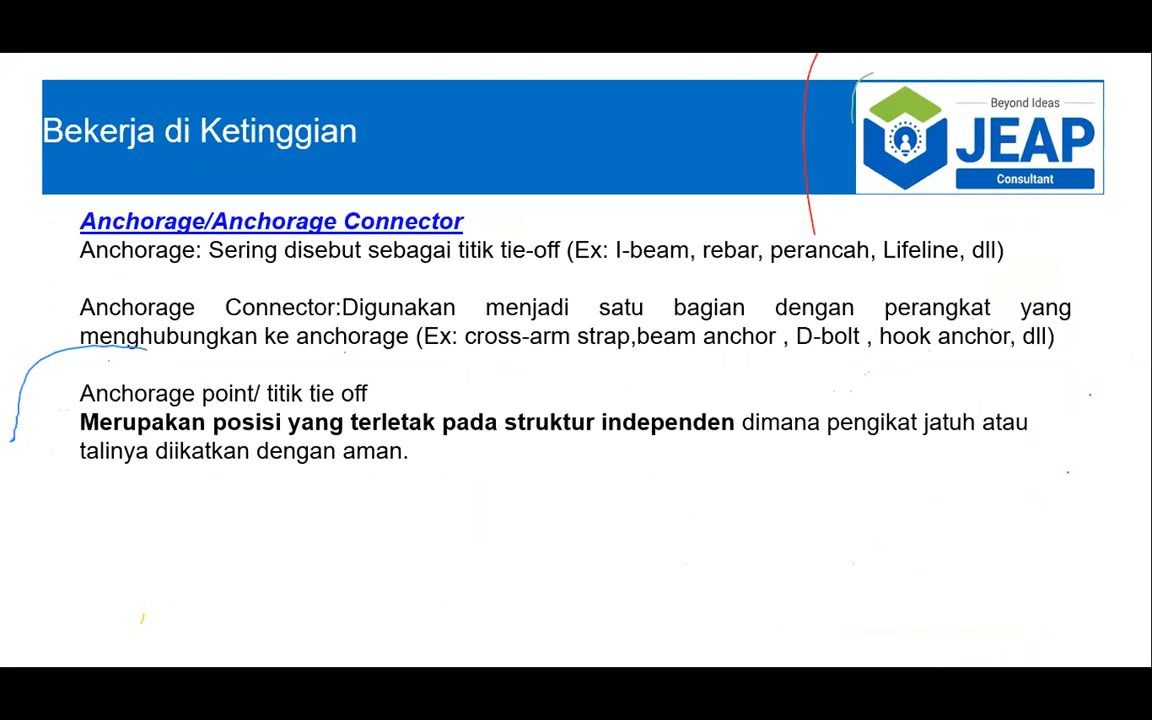 Bekerja di Ketinggian
Beyond Ideas
JEAP
Consultant
Anchorage/Anchorage Connector
Anchorage: Sering disebut sebagai titik tie-off (Ex: I-beam, rebar, perancah, Lifeline, dll)
Anchorage Connector:Digunakan menjadi satu bagian dengan perangkat yang
menghubungkan ke anchorage (Ex: cross-arm strap,beam anchor , D-bolt , hook anchor, dll)
Anchorage point/ titik tie off
Merupakan posisi yang terletak pada struktur independen dimana pengikat jatuh atau
talinya diikatkan dengan aman.